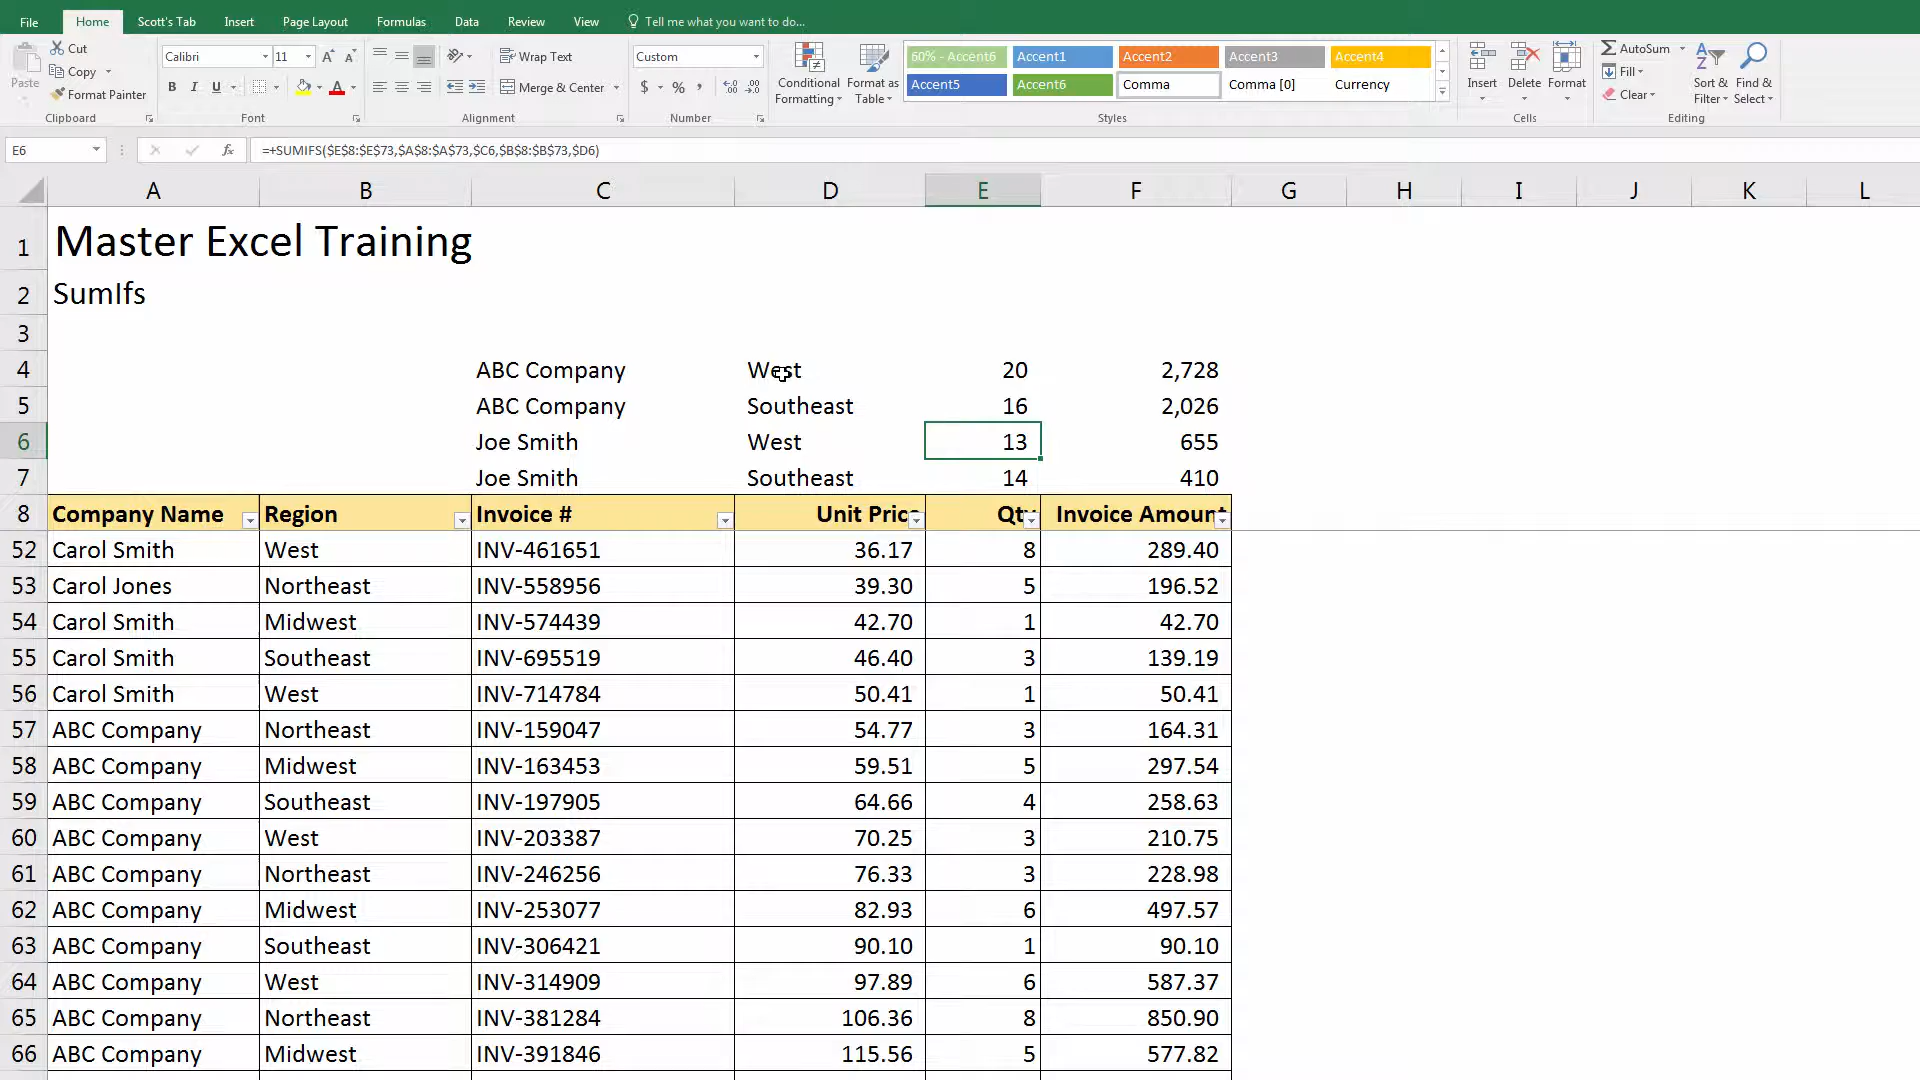 File Home Scott's Tab Insert Page Layout Formulas Data Review View Tell me what you want to do...
Paste
Cut
Copy
Format Painter
Clipboard
Calibri 11
B I U
Font
Wrap Text
Merge & Center
Alignment
Custom
$ % ,
Number
Conditional Formatting
Format as Table
60% - Accent6 Accent1 Accent2 Accent3 Accent4
Accent5 Accent6 Comma Comma [0] Currency
Styles
Insert Delete Format
Cells
AutoSum
Fill
Clear
Sort & Filter
Find & Select
Editing
E6 fx =+SUMIFS($E$8:$E$73,$A$8:$A$73,$C6,$B$8:$B$73,$D6)
A B C D E F G H I J K L
1 Master Excel Training
2 SumIfs
3
4 ABC Company West 20 2,728
5 ABC Company Southeast 16 2,026
6 Joe Smith West 13 655
7 Joe Smith Southeast 14 410
8 Company Name Region Invoice # Unit Price Qty Invoice Amount
52 Carol Smith West INV-461651 36.17 8 289.40
53 Carol Jones Northeast INV-558956 39.30 5 196.52
54 Carol Smith Midwest INV-574439 42.70 1 42.70
55 Carol Smith Southeast INV-695519 46.40 3 139.19
56 Carol Smith West INV-714784 50.41 1 50.41
57 ABC Company Northeast INV-159047 54.77 3 164.31
58 ABC Company Midwest INV-163453 59.51 5 297.54
59 ABC Company Southeast INV-197905 64.66 4 258.63
60 ABC Company West INV-203387 70.25 3 210.75
61 ABC Company Northeast INV-246256 76.33 3 228.98
62 ABC Company Midwest INV-253077 82.93 6 497.57
63 ABC Company Southeast INV-306421 90.10 1 90.10
64 ABC Company West INV-314909 97.89 6 587.37
65 ABC Company Northeast INV-381284 106.36 8 850.90
66 ABC Company Midwest INV-391846 115.56 5 577.82